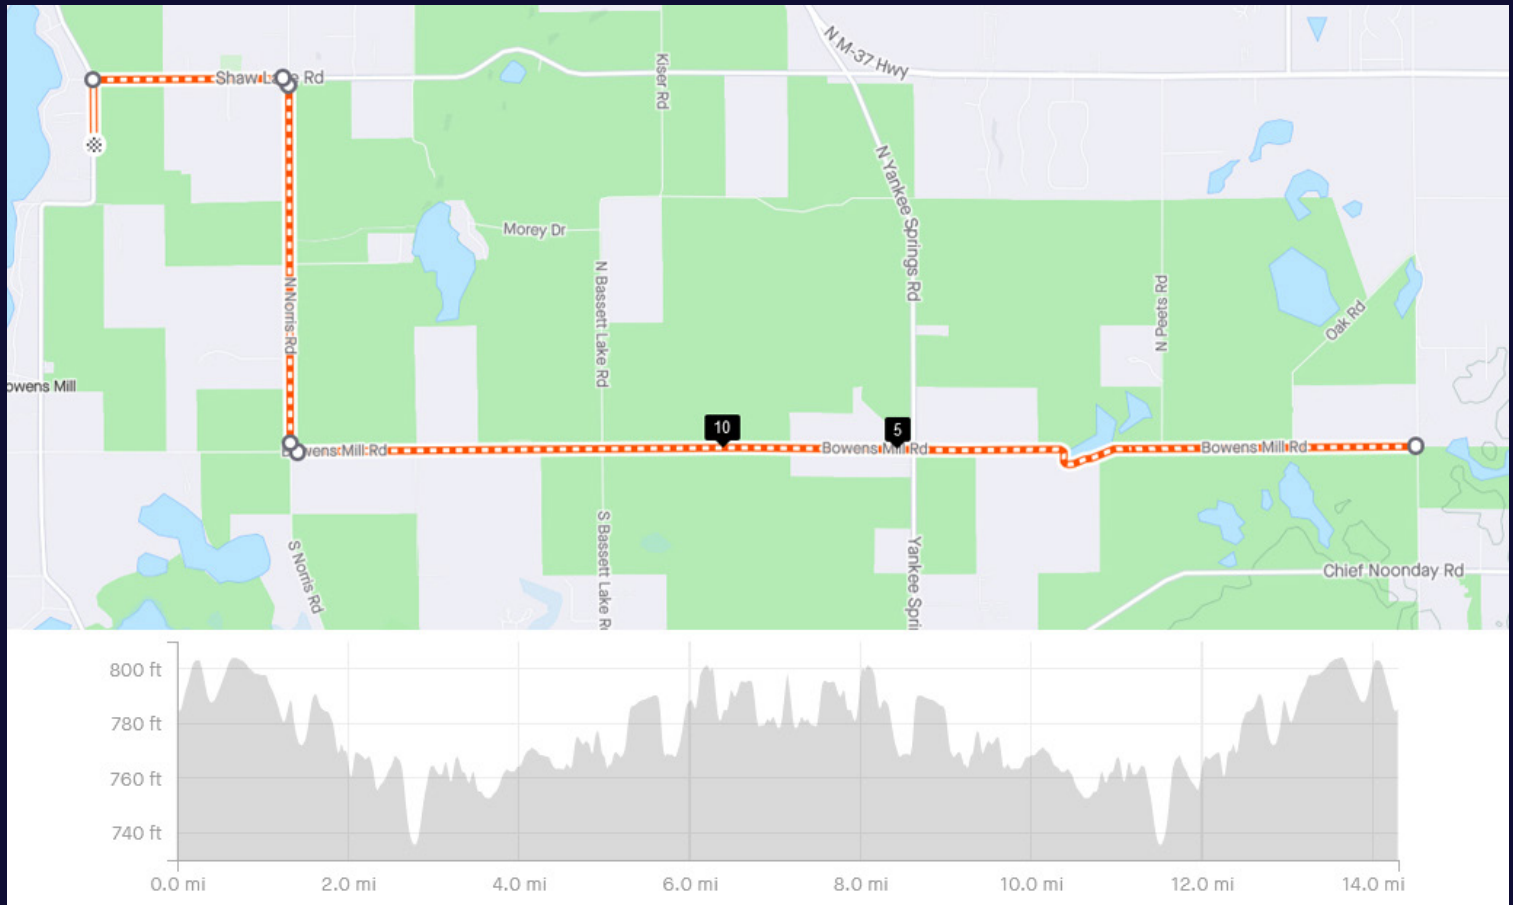 N M-37 Hwy
Shaw Lake Rd
Kiser Rd
N Yankee Springs Rd
Morey Dr
N Norris Rd
N Bassett Lake Rd
N Peets Rd
Oak Rd
owens Mill
10
5
Bowens Mill Rd
Bowens Mill Rd
Bowens Mill Rd
S Norris Rd
S Bassett Lake R
Yankee Spri
Chief Noonday Rd
800 ft
780 ft
760 ft
740 ft
0.0 mi
2.0 mi
4.0 mi
6.0 mi
8.0 mi
10.0 mi
12.0 mi
14.0 mi